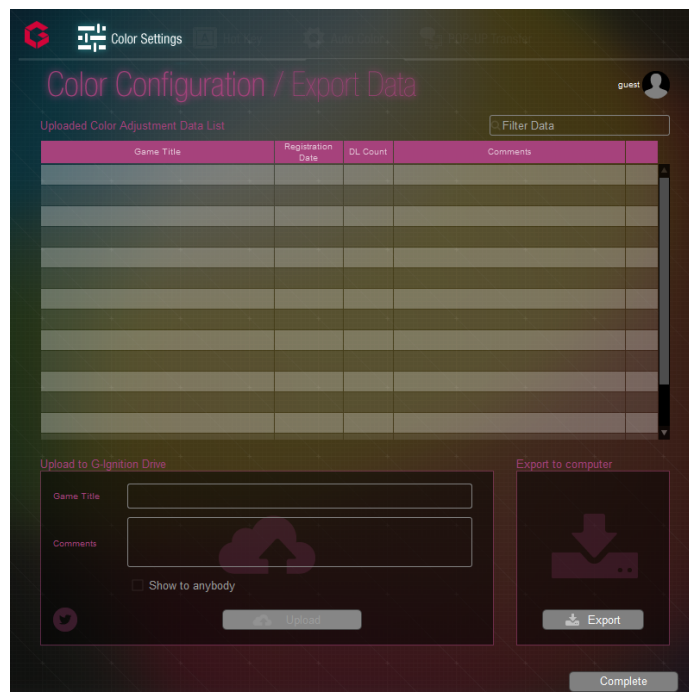 Color Settings
Color Configuration / Export Data
guest
Uploaded Color Adjustment Data List
Filter Data
Game Title
Registration
Date
DL Count
Comments
Upload to G-Ignition Drive
Export to computer
Game Title
Comments
Show to anybody
Upload
Export
Complete